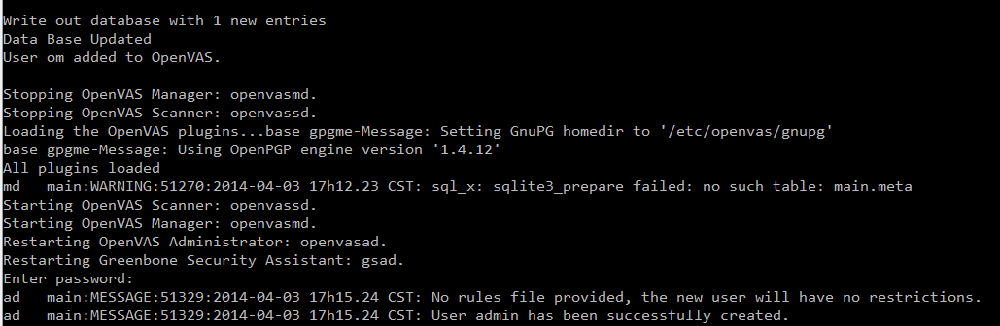 Write out database with 1 new entries
Data Base Updated
User om added to OpenVAS.
Stopping OpenVAS Manager: openvasmd.
Stopping OpenVAS Scanner: openvassd.
Loading the OpenVAS plugins...base gpgme-Message: Setting GnuPG homedir to '/etc/openvas/gnupg'
base gpgme-Message: Using OpenPGP engine version '1.4.12'
All plugins loaded
md   main:WARNING:51270:2014-04-03 17h12.23 CST: sql_x: sqlite3_prepare failed: no such table: main.meta
Starting OpenVAS Scanner: openvassd.
Starting OpenVAS Manager: openvasmd.
Restarting OpenVAS Administrator: openvasad.
Restarting Greenbone Security Assistant: gsad.
Enter password:
ad   main:MESSAGE:51329:2014-04-03 17h15.24 CST: No rules file provided, the new user will have no restrictions.
ad   main:MESSAGE:51329:2014-04-03 17h15.24 CST: User admin has been successfully created.